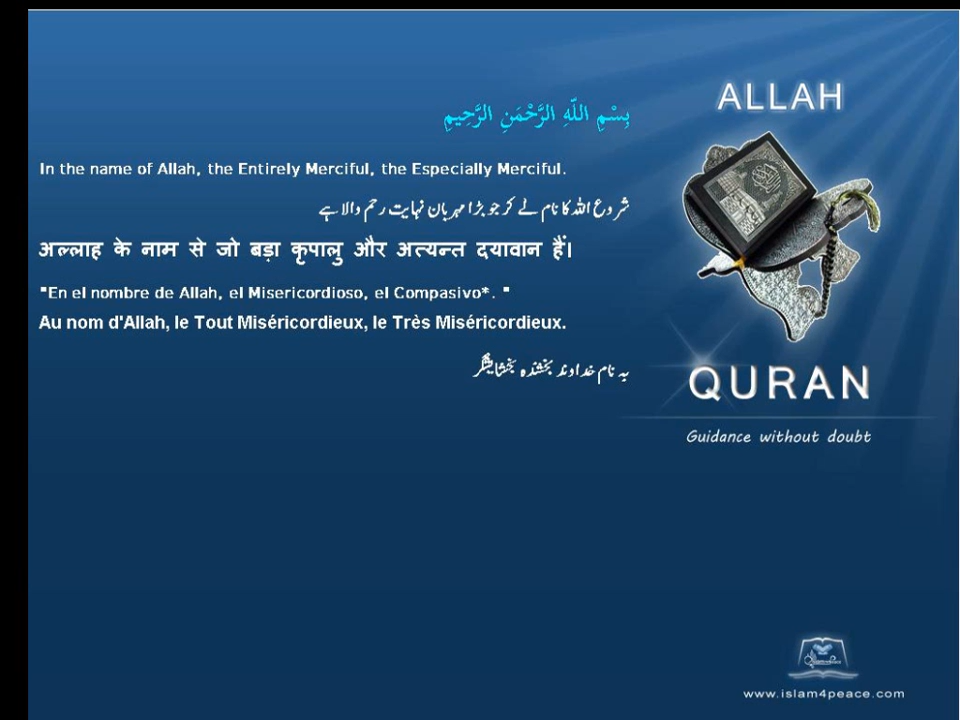 بِسْمِ اللَّهِ الرَّحْمَنِ الرَّحِيمِ
In the name of Allah, the Entirely Merciful, the Especially Merciful.
شروع اللہ کا نام لے کر جو بڑا مہربان نہایت رحم والا ہے
अल्लाह के नाम से जो बड़ा कृपालु और अत्यन्त दयावान हैं।
"En el nombre de Allah, el Misericordioso, el Compasivo*. "
Au nom d'Allah, le Tout Miséricordieux, le Très Miséricordieux.
به نام خداوند بخشنده بخشایشگر
ALLAH
QURAN
Guidance without doubt
www.islam4peace.com